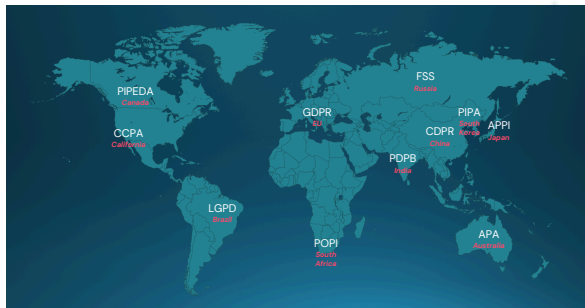 FSS
Russia
PIPEDA
Canada
GDPR
EU
PIPA
South
Korea
APPI
Japan
CCPA
California
CDPR
China
PDPB
India
LGPD
Brasil
APA
Australia
POPI
South
Africa